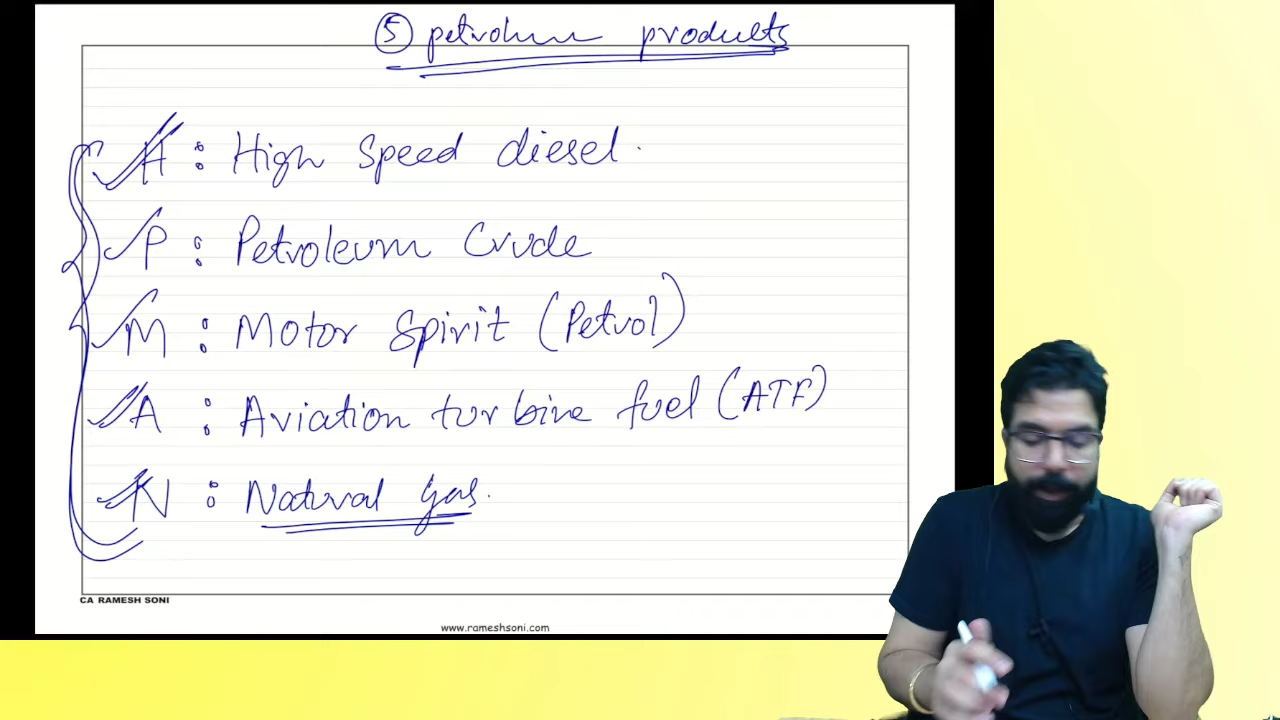 ⑤ petroleum products
H : High Speed diesel.
P : Petroleum Crude
M : Motor Spirit (Petrol)
A : Aviation turbine fuel (ATF)
N : Natural gas.
CA RAMESH SONI
www.rameshsoni.com